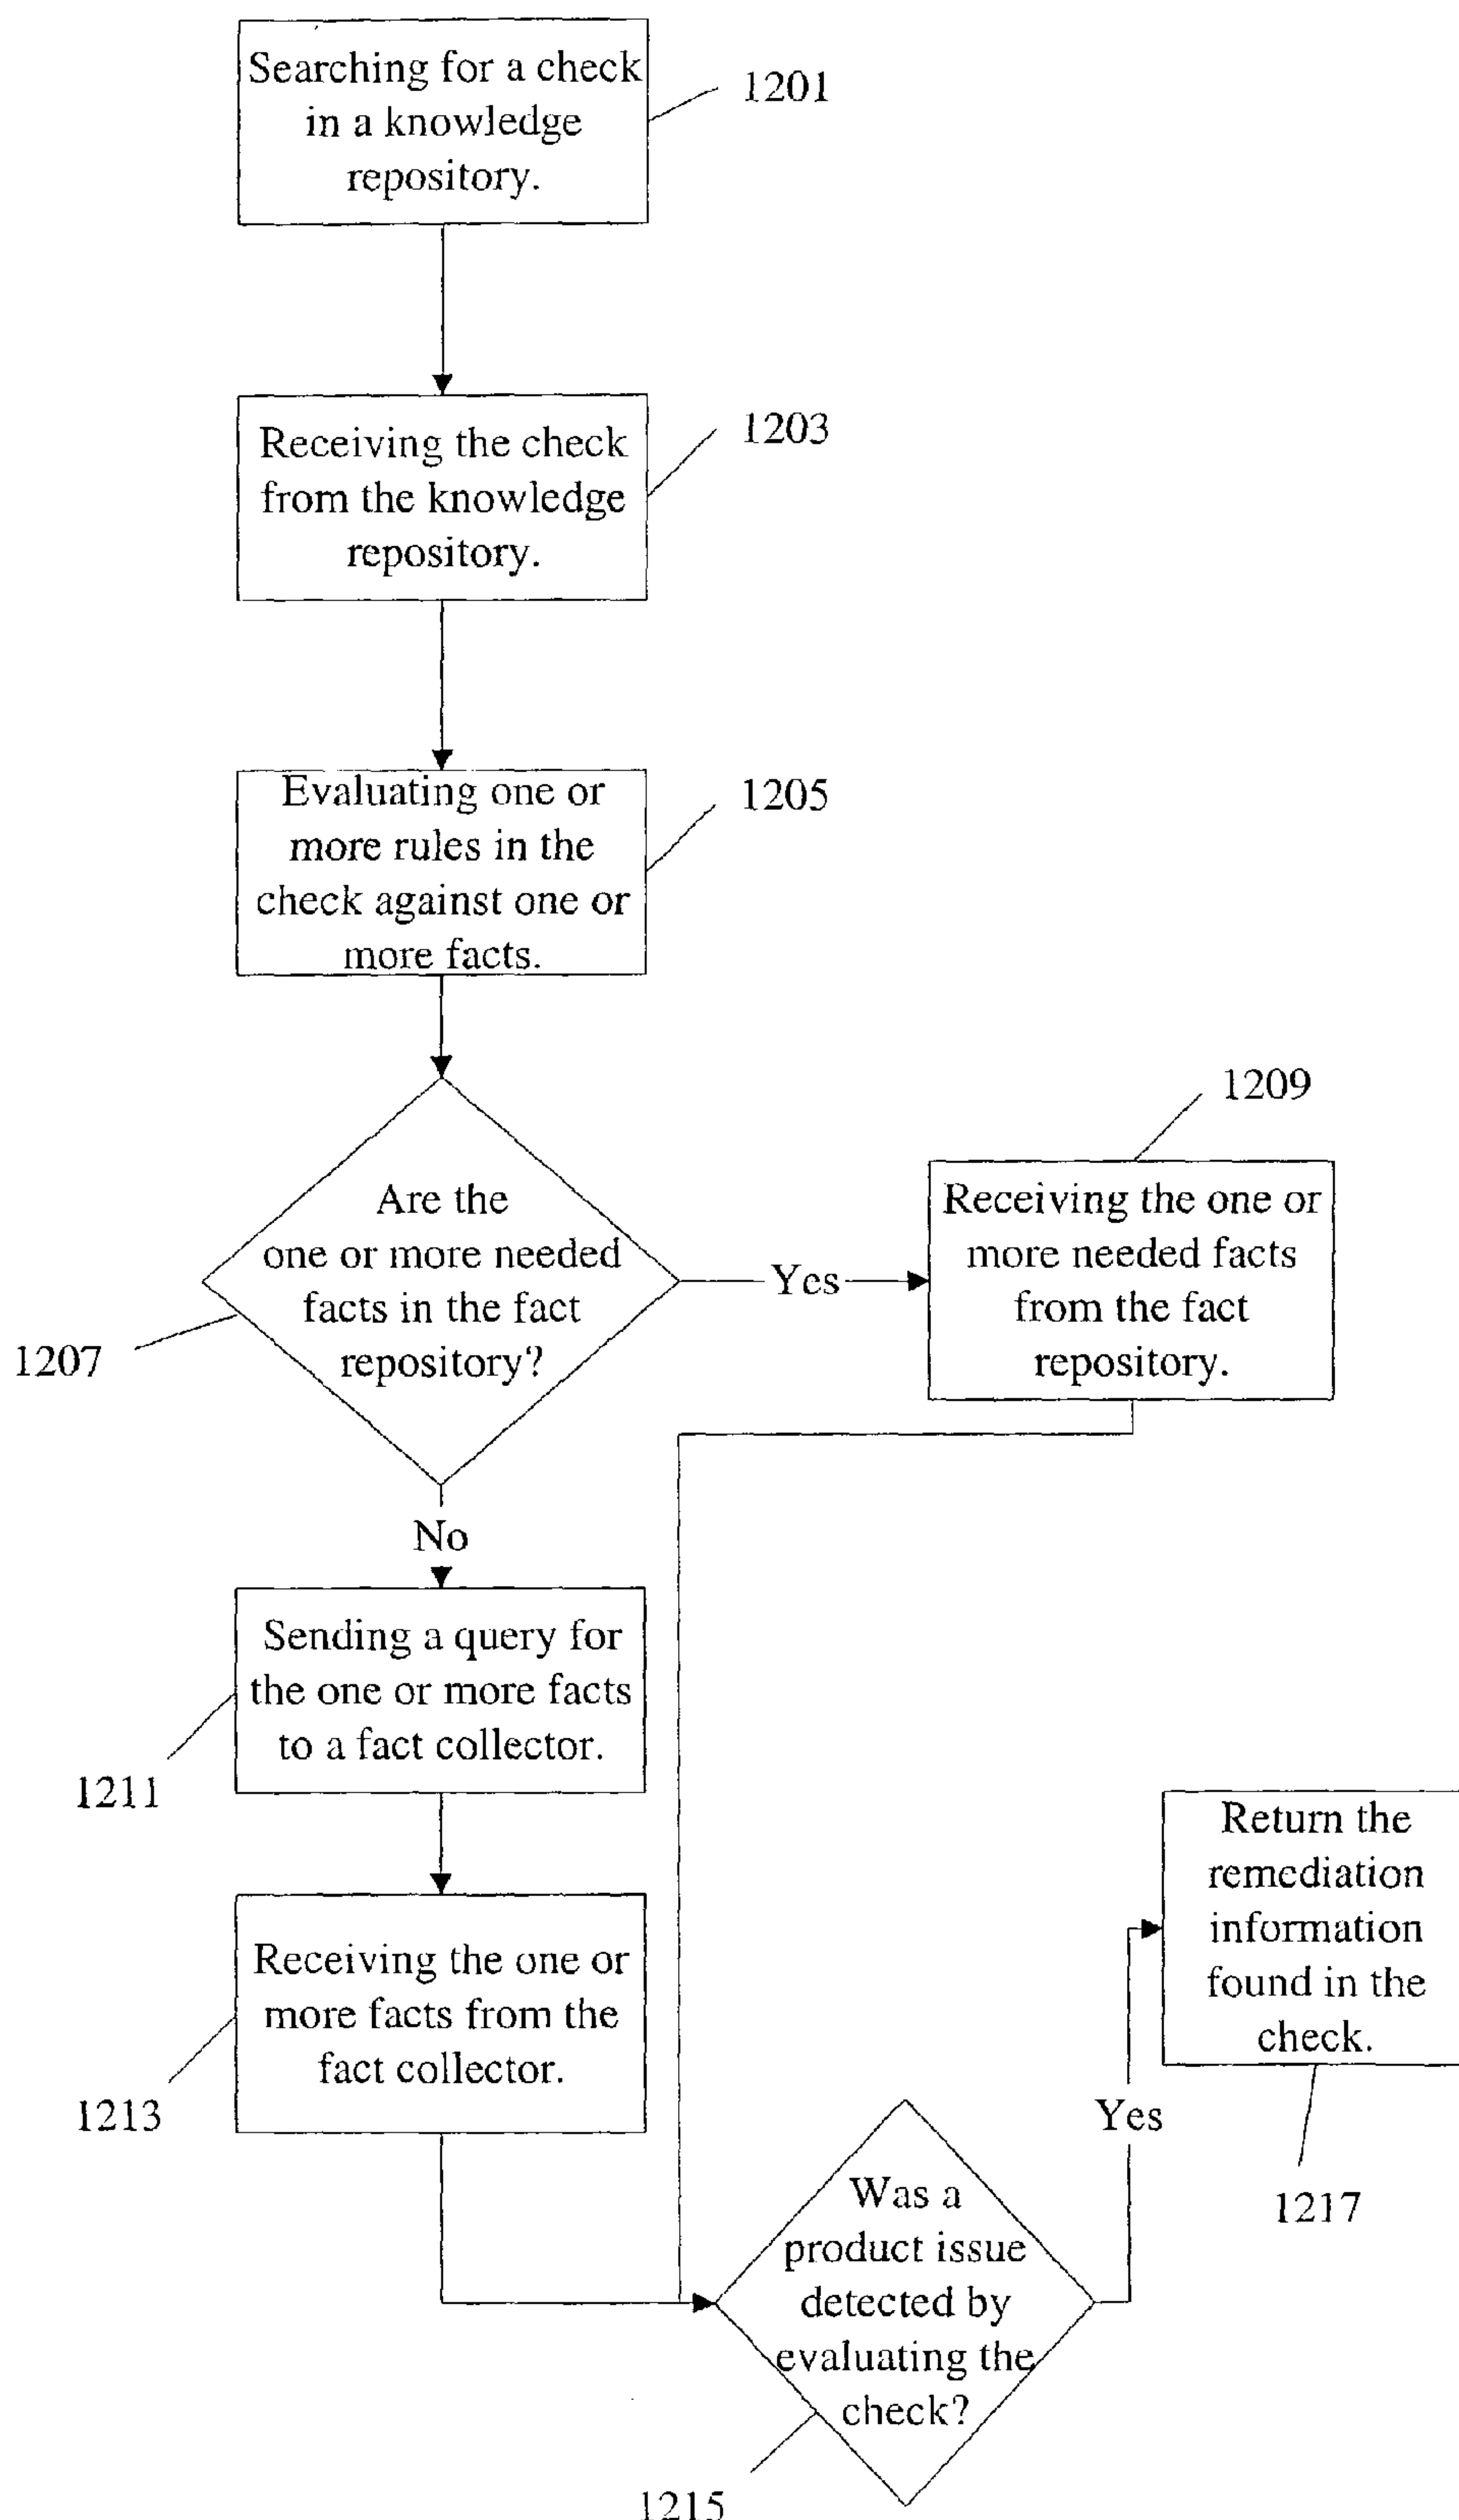 Searching for a check
in a knowledge
repository.
1201
Receiving the check
from the knowledge
repository.
1203
Evaluating one or
more rules in the
check against one or
more facts.
1205
Are the
one or more needed
facts in the fact
repository?
1207
Yes
1209
Receiving the one or
more needed facts
from the fact
repository.
No
Sending a query for
the one or more facts
to a fact collector.
1211
Receiving the one or
more facts from the
fact collector.
1213
Was a
product issue
detected by
evaluating the
check?
1215
Yes
Return the
remediation
information
found in the
check.
1217